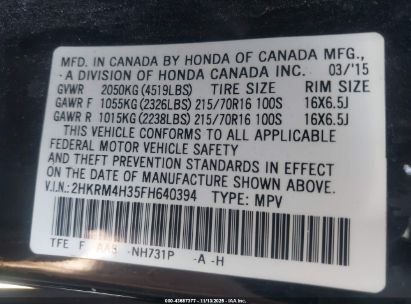 MFD. IN CANADA BY HONDA OF CANADA MFG.,
A DIVISION OF HONDA CANADA INC. 03/'15
GVWR 2050KG (4519LBS) TIRE SIZE RIM SIZE
GAWR F 1055KG (2326LBS) 215/70R16 100S 16X6.5J
GAWR R 1015KG (2238LBS) 215/70R16 100S 16X6.5J
THIS VEHICLE CONFORMS TO ALL APPLICABLE
FEDERAL MOTOR VEHICLE SAFETY
AND THEFT PREVENTION STANDARDS IN EFFECT
ON THE DATE OF MANUFACTURE SHOWN ABOVE.
V.I.N.: 2HKRM4H35FH640394 TYPE: MPV
TFE F AAS -NH731P -A -H